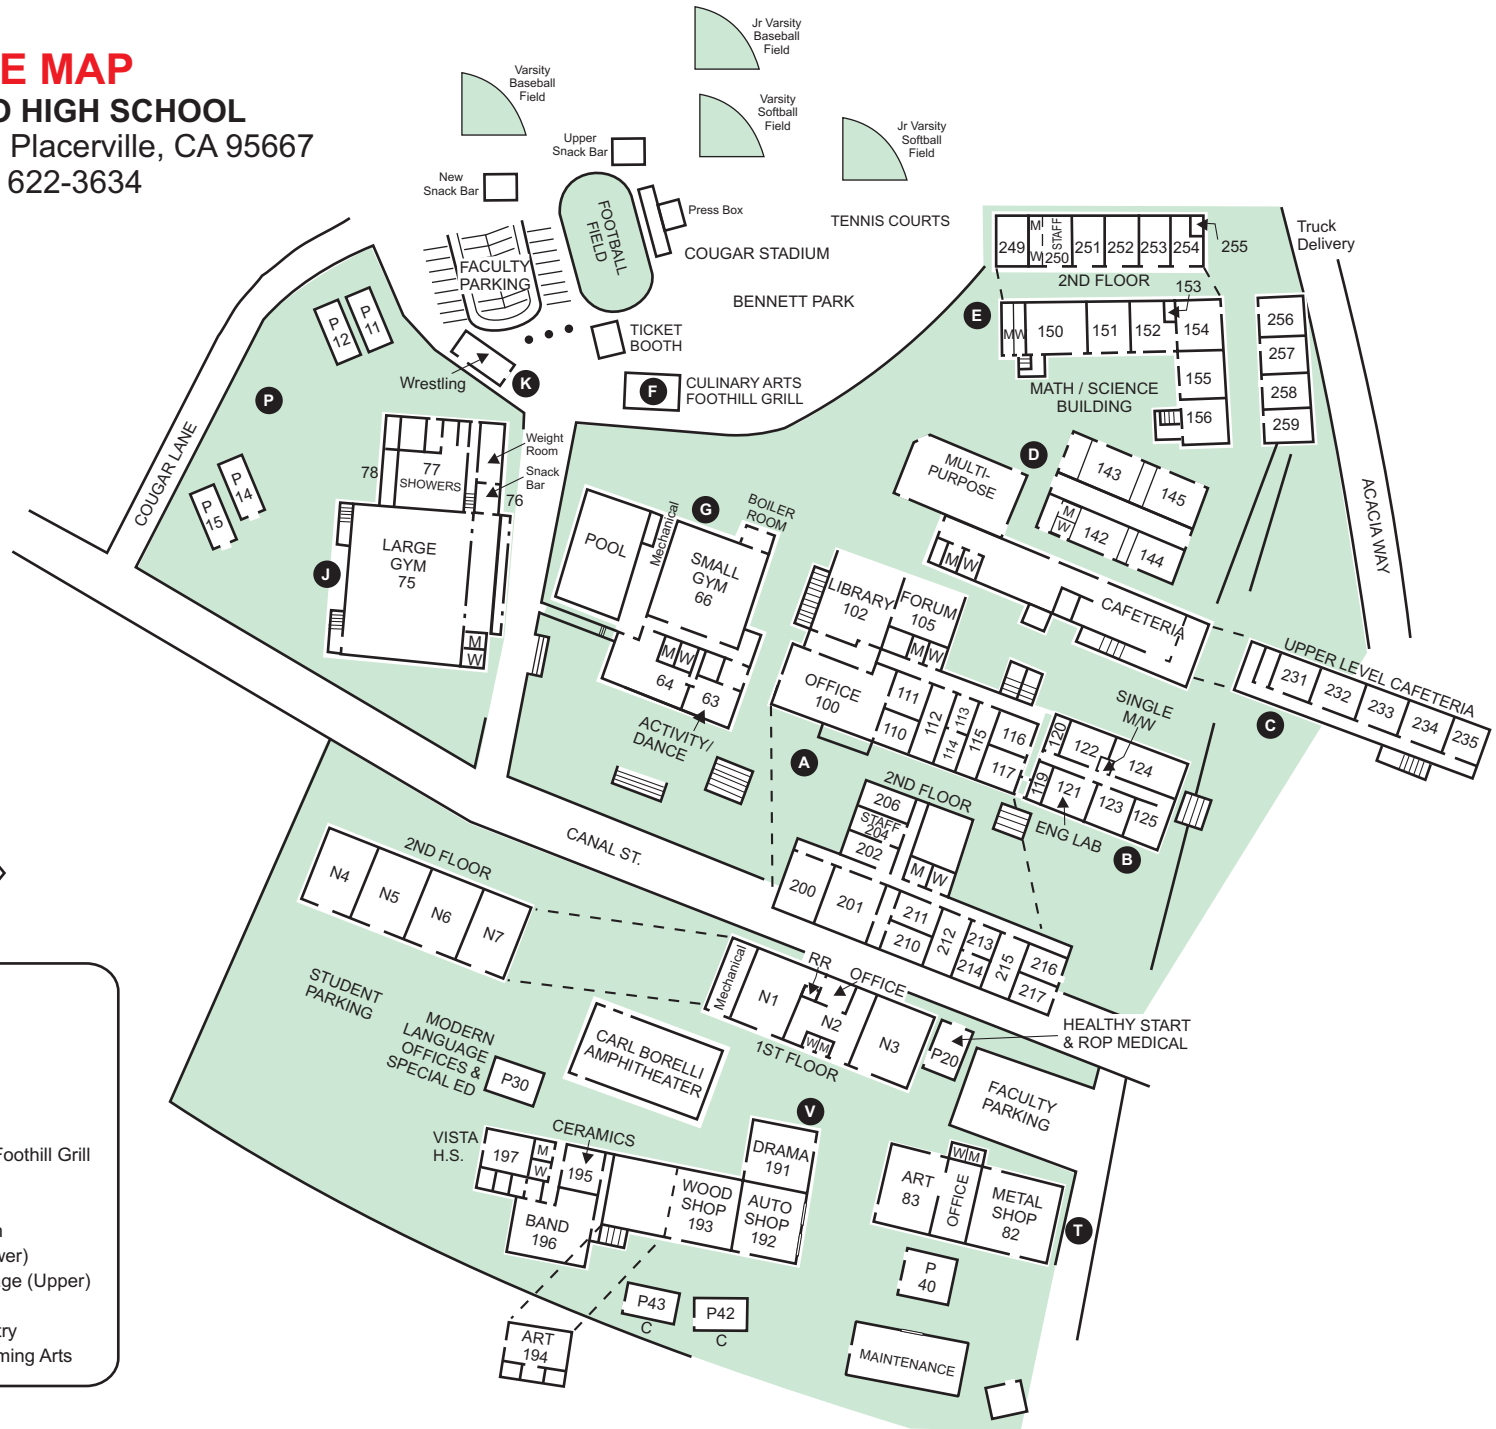 E MAP
HIGH SCHOOL
Placerville, CA 95667
622-3634
Varsity
Baseball
Field
Jr Varsity
Baseball
Field
Varsity
Softball
Field
Jr Varsity
Softball
Field
Upper
Snack Bar
New
Snack Bar
Press Box
FOOTBALL
FIELD
FACULTY
PARKING
COUGAR STADIUM
TENNIS COURTS
BENNETT PARK
TICKET
BOOTH
Wrestling
K
F
CULINARY ARTS
FOOTHILL GRILL
Truck
Delivery
249
M
W
STAFF
250
251
252
253
254
255
2ND FLOOR
153
E
MW
150
151
152
154
155
156
MATH / SCIENCE
BUILDING
256
257
258
259
P
12
P
11
P
P
14
P
15
COUGAR LANE
ACACIA WAY
78
77
SHOWERS
Weight
Room
Snack
Bar
76
J
LARGE
GYM
75
M
W
POOL
Mechanical
G
BOILER
ROOM
SMALL
GYM
66
M W
64
63
ACTIVITY/
DANCE
MULTI-
PURPOSE
D
143
145
M
W
142
144
M W
CAFETERIA
UPPER LEVEL CAFETERIA
231
232
233
234
235
C
LIBRARY
102
FORUM
105
M W
OFFICE
100
111
110
112
113
114
115
116
117
A
SINGLE
M/W
120
122
124
119
121
123
125
ENG LAB
B
2ND FLOOR
206
STAFF
204
202
M W
200
201
211
210
212
213
214
215
216
217
CANAL ST.
2ND FLOOR
N4
N5
N6
N7
STUDENT
PARKING
Mechanical
N1
RR
OFFICE
N2
W M
N3
1ST FLOOR
P20
HEALTHY START
& ROP MEDICAL
MODERN
LANGUAGE
OFFICES &
SPECIAL ED
P30
CARL BORELLI
AMPHITHEATER
FACULTY
PARKING
V
VISTA
H.S.
197
M
W
CERAMICS
195
BAND
196
WOOD
SHOP
193
DRAMA
191
AUTO
SHOP
192
ART
83
W M
OFFICE
METAL
SHOP
82
T
P
40
P43
C
P42
C
ART
194
MAINTENANCE
Foothill Grill
ver)
ge (Upper)
try
ming Arts